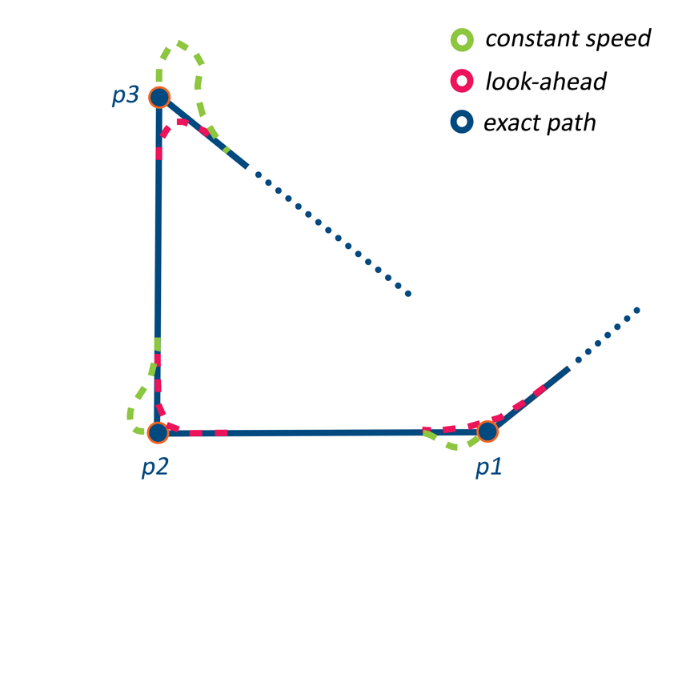 constant speed
look-ahead
exact path
p3
p2
p1